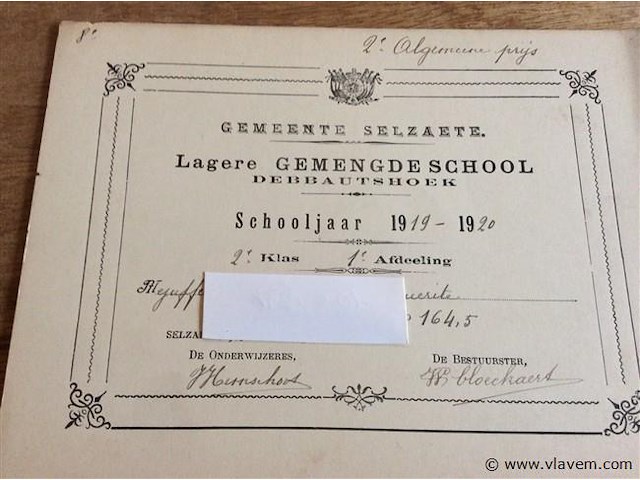 8e
2e Algemeene prijs
GEMEENTE SELZAETE.
Lagere GEMENGDE SCHOOL
DEBBAUTSHOEK
Schooljaar 1919 - 1920
2e Klas 1e Afdeeling
Mejuff
164,5
SELZA
DE ONDERWIJZERES, DE BESTUURSTER,
© www.vlavem.com